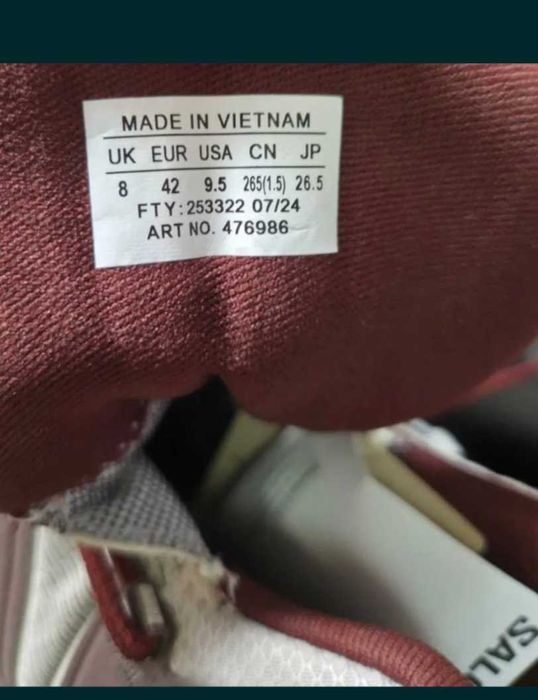 MADE IN VIETNAM
UK EUR USA CN JP
8 42 9.5 265(1.5) 26.5
FTY:253322 07/24
ART NO. 476986